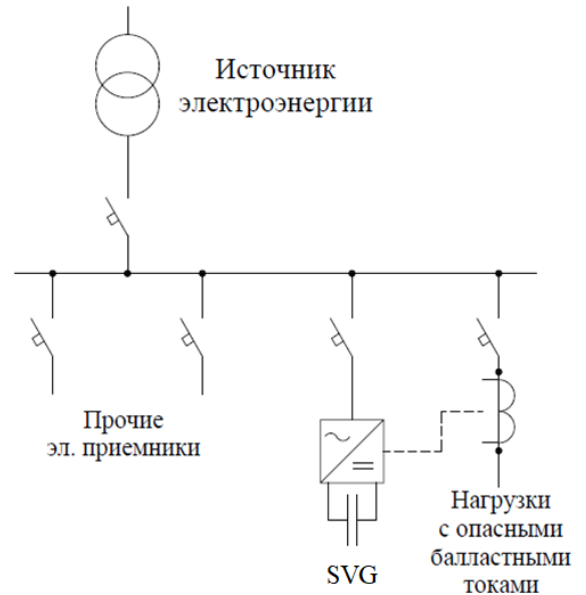 Источник
электроэнергии
Прочие
эл. приемники
SVG
Нагрузки
с опасными
балластными
токами